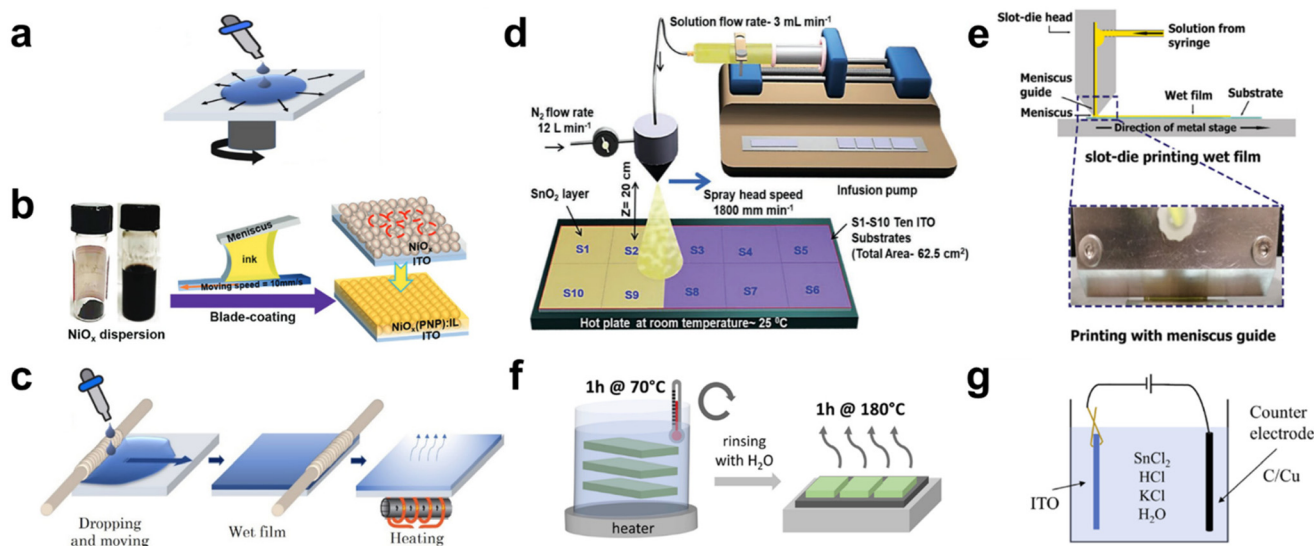 a
b
Meniscus
ink
Moving speed = 10mm/s
Blade-coating
NiOₓ dispersion
NiOₓ
ITO
NiOₓ(PNP):IL
ITO
c
Dropping
and moving
Wet film
Heating
d
Solution flow rate- 3 mL min⁻¹
N₂ flow rate
12 L min⁻¹
Z= 20 cm
SnO₂ layer
Spray head speed
1800 mm min⁻¹
Infusion pump
S1-S10 Ten ITO
Substrates
(Total Area- 62.5 cm²)
S1 S2 S3 S4 S5
S10 S9 S8 S7 S6
Hot plate at room temperature~ 25 ⁰C
e
Slot-die head
Solution from
syringe
Meniscus
guide
Meniscus
Wet film
Substrate
Direction of metal stage
slot-die printing wet film
Printing with meniscus guide
f
1h @ 70°C
heater
rinsing
with H₂O
1h @ 180°C
g
ITO
SnCl₂
HCl
KCl
H₂O
Counter
electrode
C/Cu